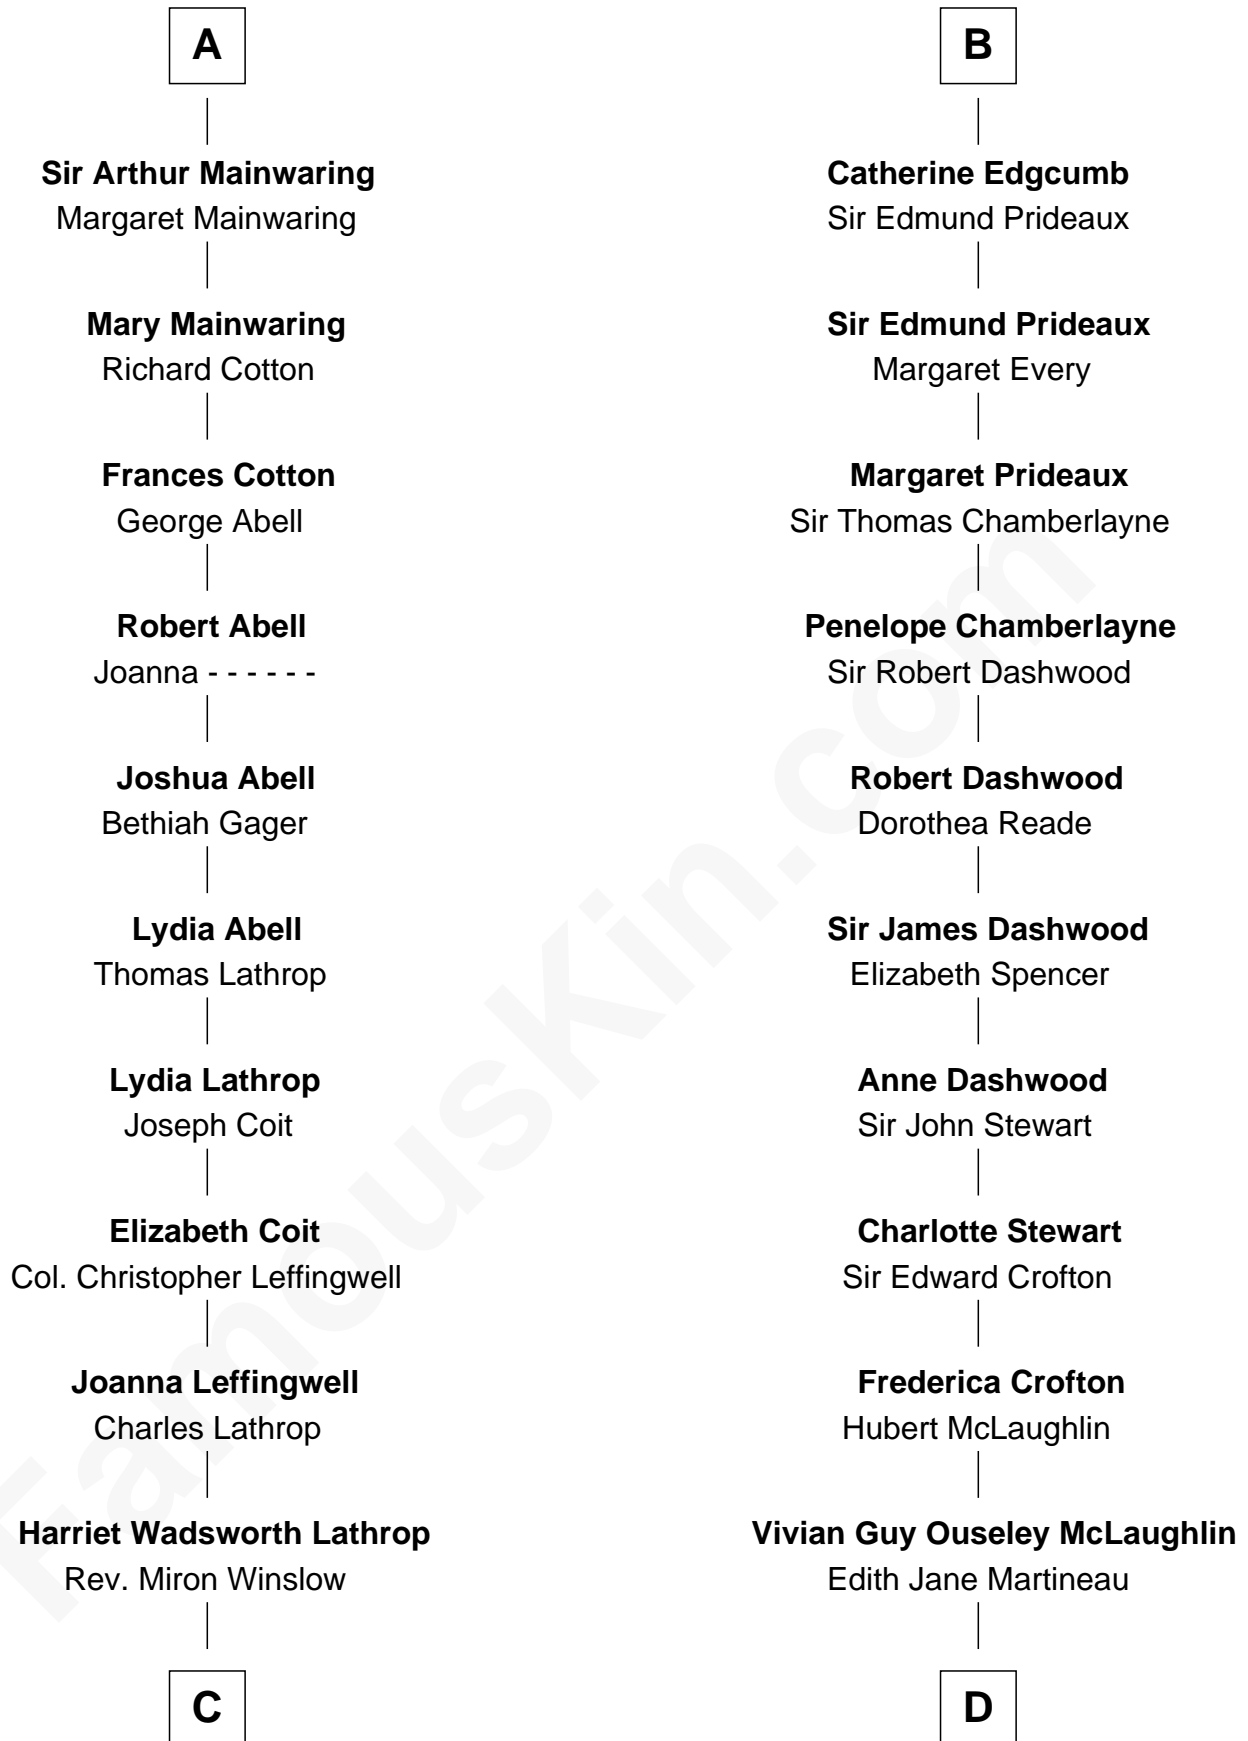 A
Sir Arthur Mainwaring
Margaret Mainwaring
Mary Mainwaring
Richard Cotton
Frances Cotton
George Abell
Robert Abell
Joanna - - - - - -
Joshua Abell
Bethiah Gager
Lydia Abell
Thomas Lathrop
Lydia Lathrop
Joseph Coit
Elizabeth Coit
Col. Christopher Leffingwell
Joanna Leffingwell
Charles Lathrop
Harriet Wadsworth Lathrop
Rev. Miron Winslow
C
B
Catherine Edgcumb
Sir Edmund Prideaux
Sir Edmund Prideaux
Margaret Every
Margaret Prideaux
Sir Thomas Chamberlayne
Penelope Chamberlayne
Sir Robert Dashwood
Robert Dashwood
Dorothea Reade
Sir James Dashwood
Elizabeth Spencer
Anne Dashwood
Sir John Stewart
Charlotte Stewart
Sir Edward Crofton
Frederica Crofton
Hubert McLaughlin
Vivian Guy Ouseley McLaughlin
Edith Jane Martineau
D
FamousKin.com